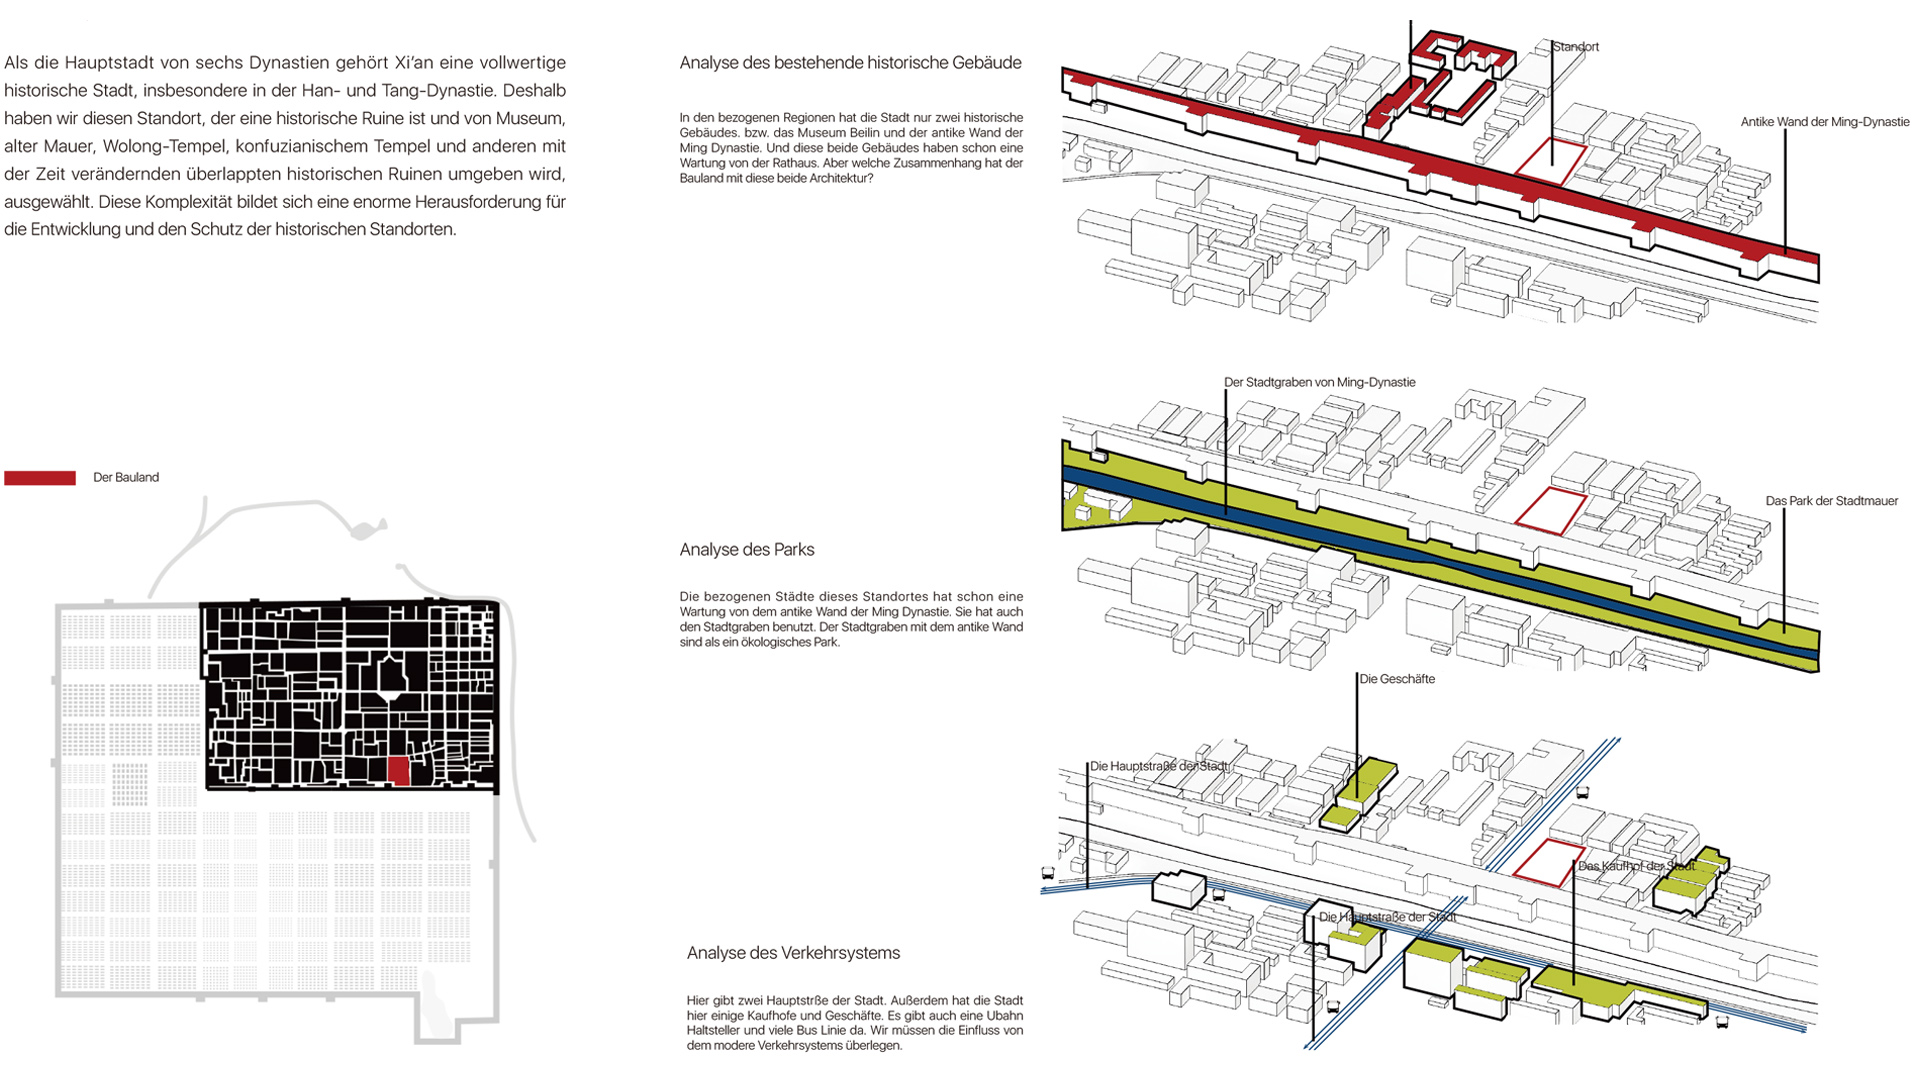 Als die Hauptstadt von sechs Dynastien gehört Xi'an eine vollwertige
historische Stadt, insbesondere in der Han- und Tang-Dynastie. Deshalb
haben wir diesen Standort, der eine historische Ruine ist und von Museum,
alter Mauer, Wolong-Tempel, konfuzianischem Tempel und anderen mit
der Zeit verändernden überlappten historischen Ruinen umgeben wird,
ausgewählt. Diese Komplexität bildet sich eine enorme Herausforderung für
die Entwicklung und den Schutz der historischen Standorten.
Der Bauland
Analyse des bestehende historische Gebäude
In den bezogenen Regionen hat die Stadt nur zwei historische
Gebäudes. bzw. das Museum Beilin und der antike Wand der
Ming Dynastie. Und diese beide Gebäudes haben schon eine
Wartung von der Rathaus. Aber welche Zusammenhang hat der
Bauland mit diese beide Architektur?
Standort
Antike Wand der Ming-Dynastie
Analyse des Parks
Die bezogenen Städte dieses Standortes hat schon eine
Wartung von dem antike Wand der Ming Dynastie. Sie hat auch
den Stadtgraben benutzt. Der Stadtgraben mit dem antike Wand
sind als ein ökologisches Park.
Der Stadtgraben von Ming-Dynastie
Das Park der Stadtmauer
Analyse des Verkehrsystems
Hier gibt zwei Hauptstrße der Stadt. Außerdem hat die Stadt
hier einige Kaufhofe und Geschäfte. Es gibt auch eine Ubahn
Haltsteller und viele Bus Linie da. Wir müssen die Einfluss von
dem modere Verkehrsystems überlegen.
Die Geschäfte
Die Hauptstraße der Stadt
Das Kaufhof der Stadt
Die Hauptstraße der Stadt